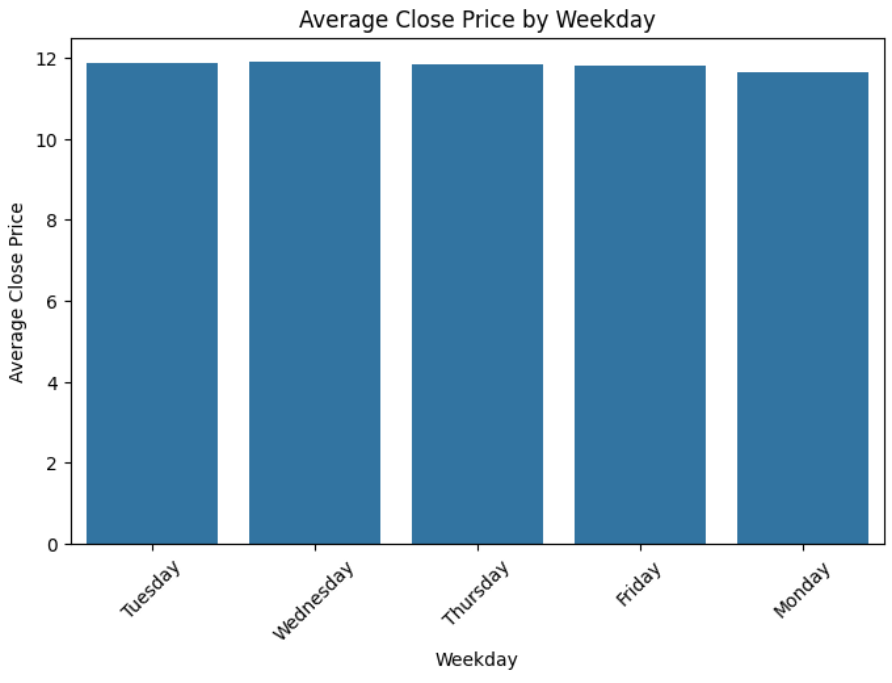 Average Close Price by Weekday
Average Close Price
12
10
8
6
4
2
0
Tuesday
Wednesday
Thursday
Friday
Monday
Weekday